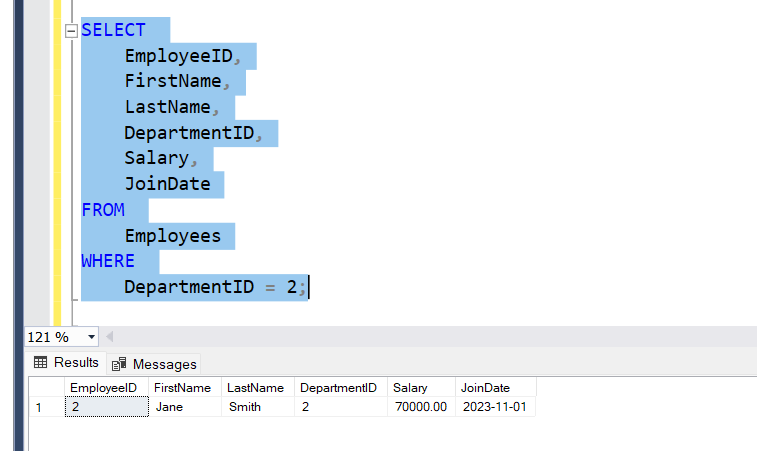 SELECT
EmployeeID,
FirstName,
LastName,
DepartmentID,
Salary,
JoinDate
FROM
Employees
WHERE
DepartmentID = 2;
121 %
Results Messages
EmployeeID FirstName LastName DepartmentID Salary JoinDate
1 2 Jane Smith 2 70000.00 2023-11-01